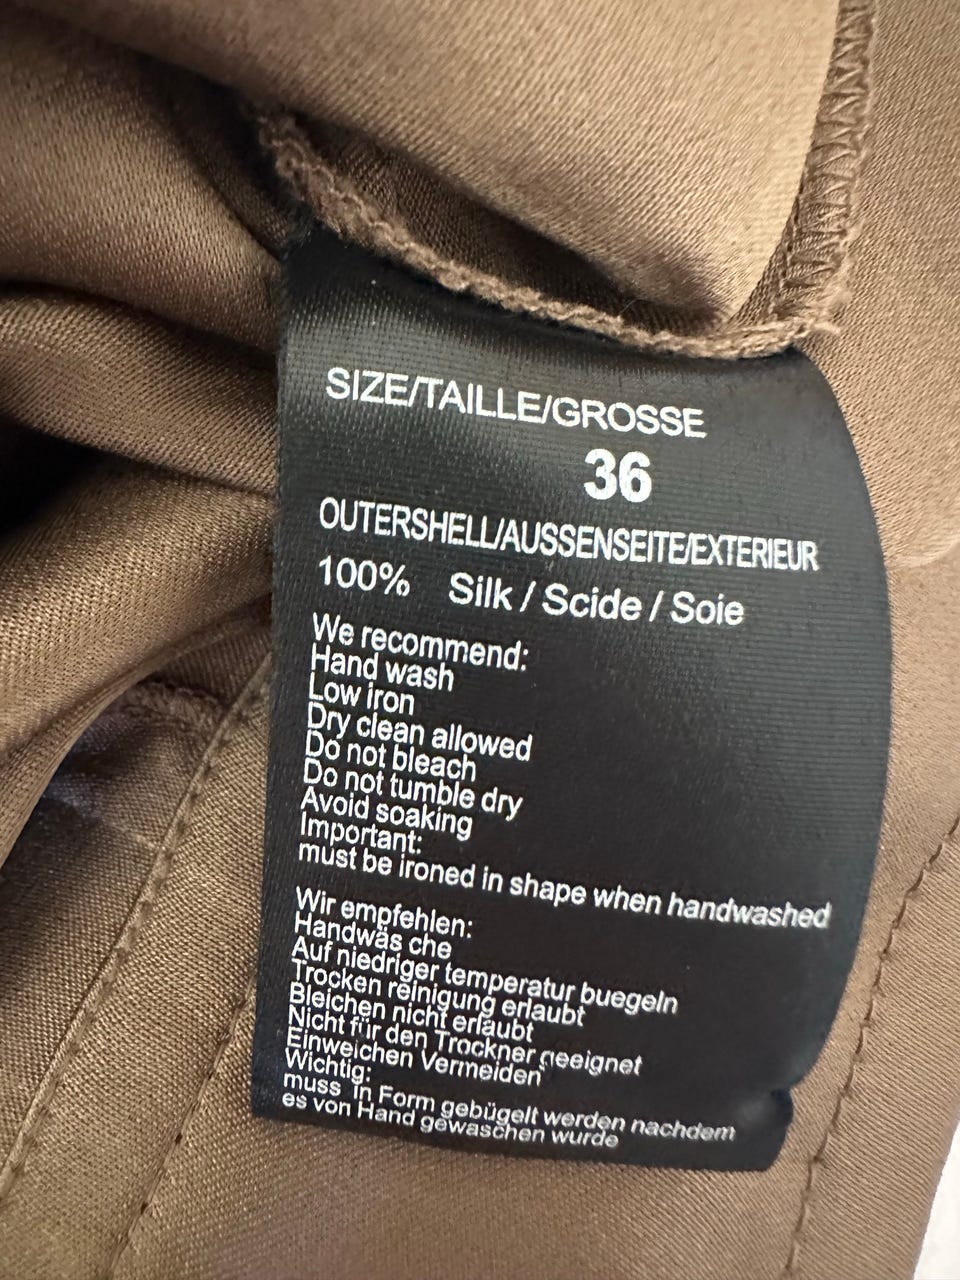 SIZE/TAILLE/GROSSE
36
OUTERSHELL/AUSSENSEITE/EXTERIEUR
100% Silk / Scide / Soie
We recommend:
Hand wash
Low iron
Dry clean allowed
Do not bleach
Do not tumble dry
Avoid soaking
Important:
must be ironed in shape when handwashed
Wir empfehlen:
Handwäs che
Auf niedriger temperatur buegeln
Trocken reinigung erlaubt
Bleichen nicht erlaubt
Nicht für den Trockner geeignet
Einweichen Vermeiden
Wichtig:
muss in Form gebügelt werden nachdem
es von Hand gewaschen wurde